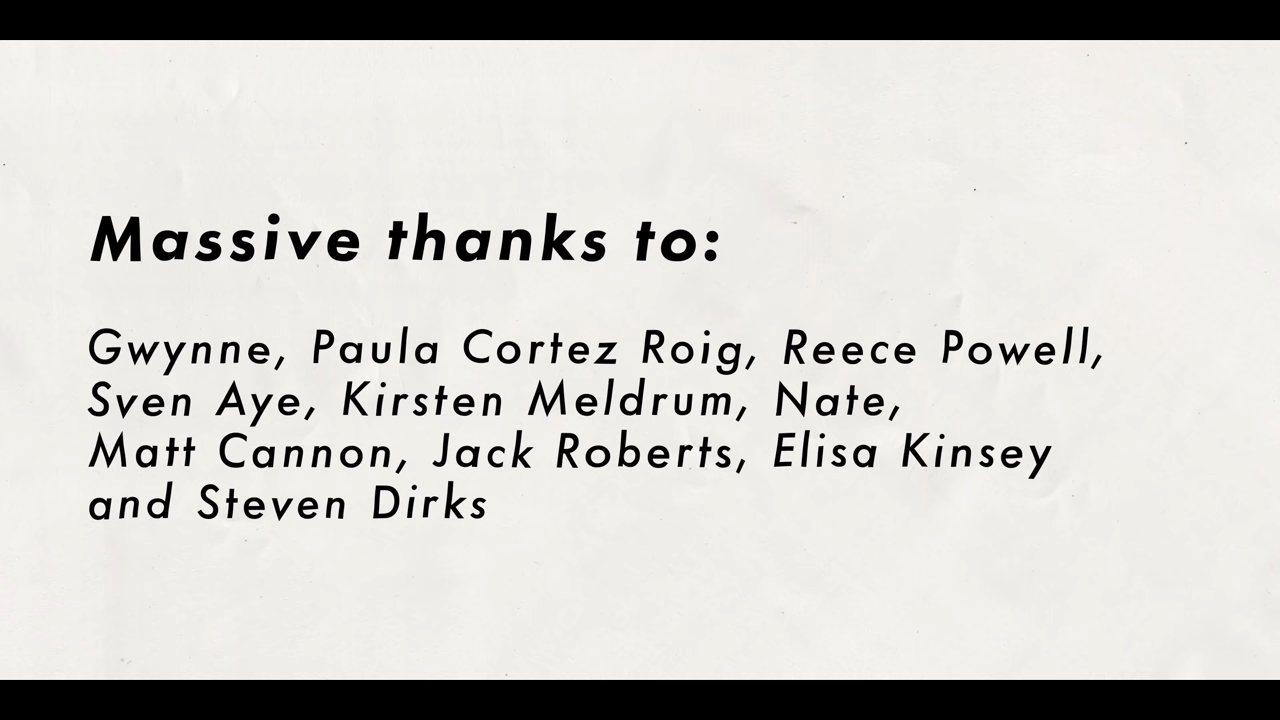 Massive thanks to:
Gwynne, Paula Cortez Roig, Reece Powell,
Sven Aye, Kirsten Meldrum, Nate,
Matt Cannon, Jack Roberts, Elisa Kinsey
and Steven Dirks